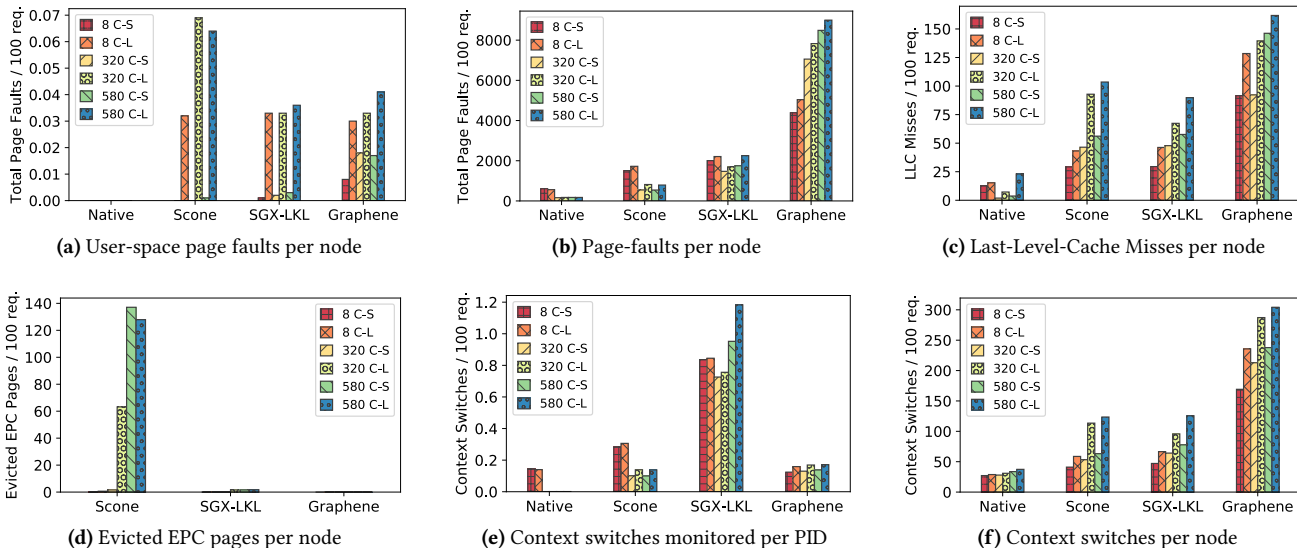 Total Page Faults / 100 req.
0.07
0.06
0.05
0.04
0.03
0.02
0.01
0.00
8 C-S
8 C-L
320 C-S
320 C-L
580 C-S
580 C-L
Native Scone SGX-LKL Graphene
(a) User-space page faults per node
Total Page Faults / 100 req.
8000
6000
4000
2000
0
8 C-S
8 C-L
320 C-S
320 C-L
580 C-S
580 C-L
Native Scone SGX-LKL Graphene
(b) Page-faults per node
LLC Misses / 100 req.
150
125
100
75
50
25
0
8 C-S
8 C-L
320 C-S
320 C-L
580 C-S
580 C-L
Native Scone SGX-LKL Graphene
(c) Last-Level-Cache Misses per node
Evicted EPC Pages / 100 req.
140
120
100
80
60
40
20
0
8 C-S
8 C-L
320 C-S
320 C-L
580 C-S
580 C-L
Scone SGX-LKL Graphene
(d) Evicted EPC pages per node
Context Switches / 100 req.
1.2
1.0
0.8
0.6
0.4
0.2
0.0
8 C-S
8 C-L
320 C-S
320 C-L
580 C-S
580 C-L
Native Scone SGX-LKL Graphene
(e) Context switches monitored per PID
Context Switches / 100 req.
300
250
200
150
100
50
0
8 C-S
8 C-L
320 C-S
320 C-L
580 C-S
580 C-L
Native Scone SGX-LKL Graphene
(f) Context switches per node